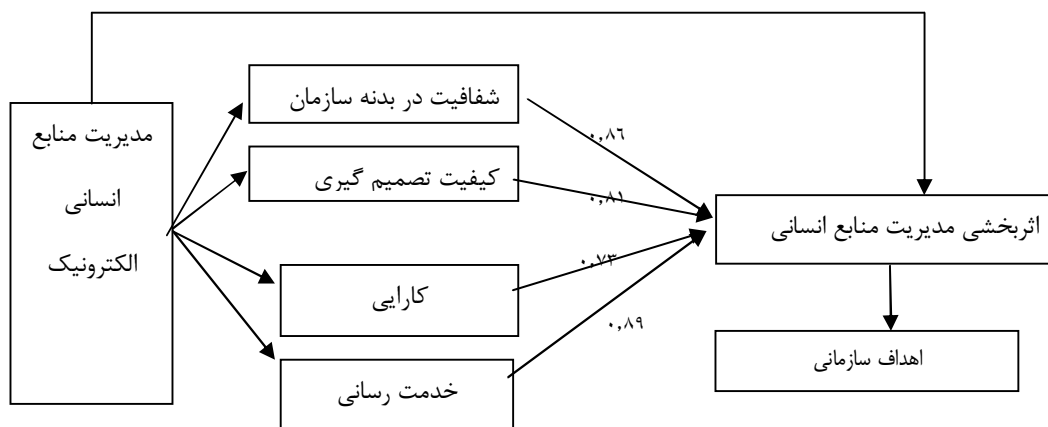 مدیریت منابع
انسانی
الکترونیک
شفافیت در بدنه سازمان
۰,۸۶
کیفیت تصمیم گیری
۰,۸۱
کارایی
۰,۷۳
خدمت رسانی
۰,۸۹
اثربخشی مدیریت منابع انسانی
اهداف سازمانی